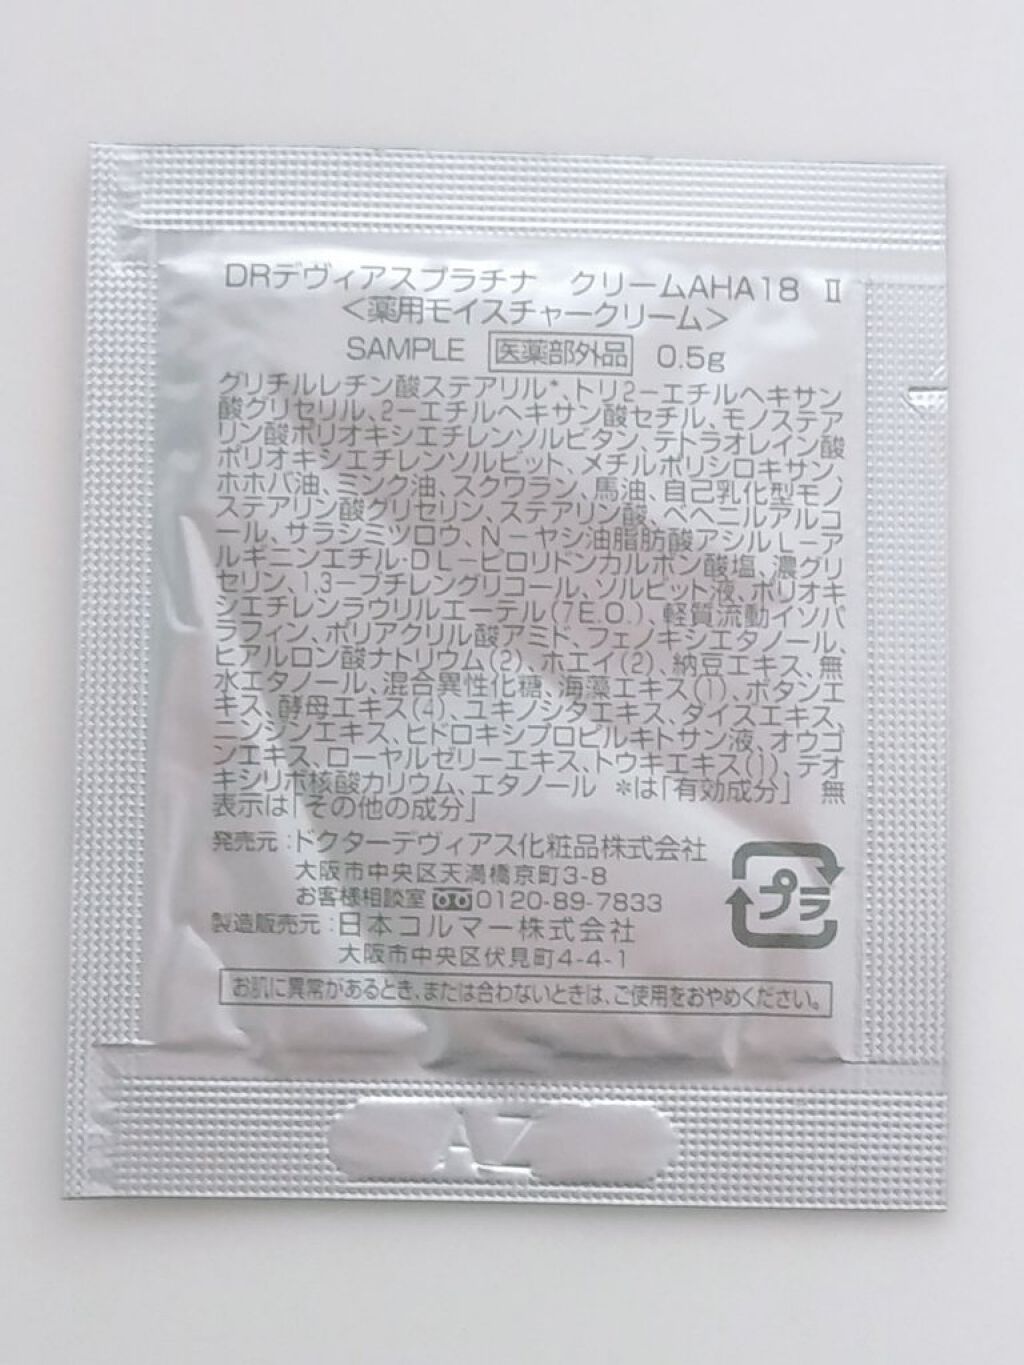 DRデヴィアスプラチナ　クリームAHA18　Ⅱ
＜薬用モイスチャークリーム＞
SAMPLE 医薬部外品 0.5g
グリチルレチン酸ステアリル*、トリ2－エチルヘキサン
酸グリセリル、2－エチルヘキサン酸セチル、モノステア
リン酸ポリオキシエチレンソルビタン、テトラオレイン酸
ポリオキシエチレンソルビット、メチルポリシロキサン、
ホホバ油、ミンク油、スクワラン、馬油、自己乳化型モノ
ステアリン酸グリセリン、ステアリン酸、ベヘニルアルコ
ール、サラシミツロウ、N－ヤシ油脂肪酸アシルL－ア
ルギニンエチル・DL－ピロリドンカルボン酸塩、濃グリ
セリン、1,3－ブチレングリコール、ソルビット液、ポリオキ
シエチレンラウリルエーテル(7E.O.)、軽質流動イソパ
ラフィン、ポリアクリル酸アミド、フェノキシエタノール、
ヒアルロン酸ナトリウム(2)、ホエイ(2)、納豆エキス、無
水エタノール、混合異性化糖、海藻エキス(1)、ボタンエ
キス、酵母エキス(4)、ユキノシタエキス、ダイズエキス、
ニンジンエキス、ヒドロキシプロピルキトサン液、オウゴ
ンエキス、ローヤルゼリーエキス、トウキエキス(1)、デオ
キシリボ核酸カリウム、エタノール　*は「有効成分」　無
表示は「その他の成分」
発売元：ドクターデヴィアス化粧品株式会社
大阪市中央区天満橋京町3-8
お客様相談室 0120-89-7833
製造販売元：日本コルマー株式会社
大阪市中央区伏見町4-4-1
プラ
お肌に異常があるとき、または合わないときは、ご使用をおやめください。